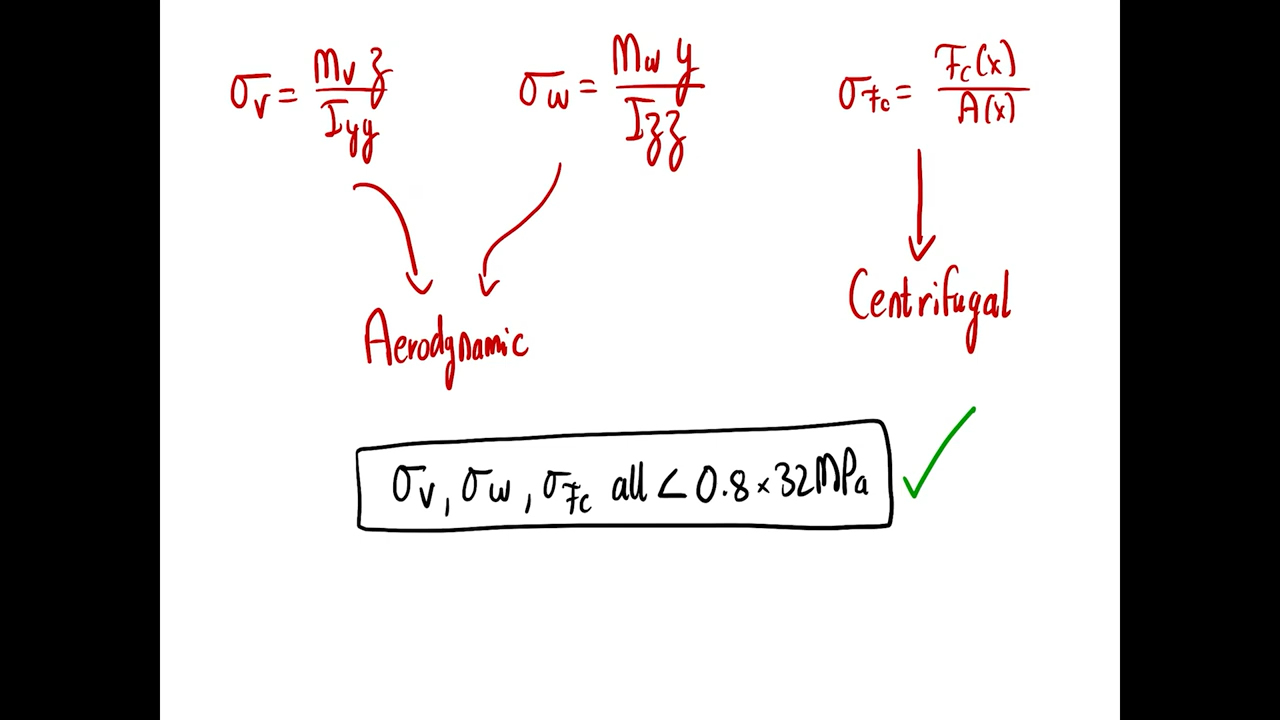 σv = Mv z / Iyy
σw = Mw y / Izz
σFc = Fc(x) / A(x)
Aerodynamic
Centrifugal
σv, σw, σFc all < 0.8 × 32MPa